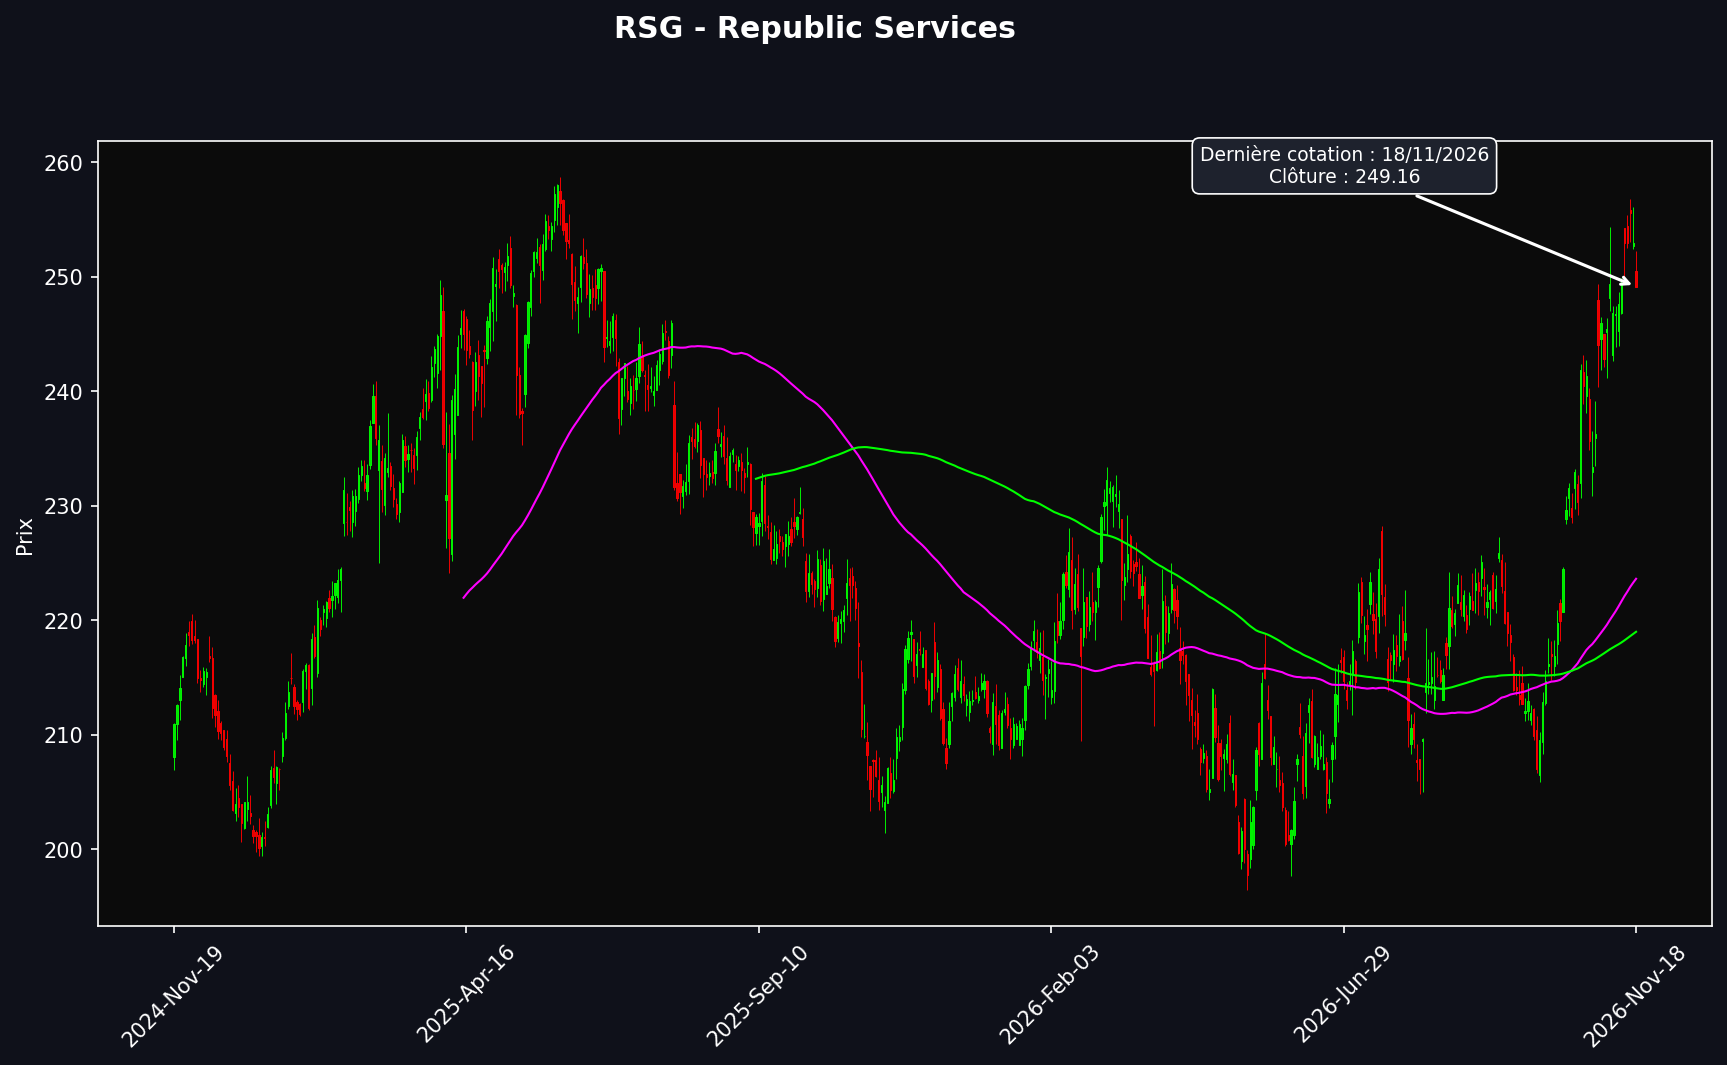 RSG - Republic Services
Dernière cotation : 18/11/2026
Clôture : 249.16
Prix
260
250
240
230
220
210
200
2024-Nov-19
2025-Apr-16
2025-Sep-10
2026-Feb-03
2026-Jun-29
2026-Nov-18